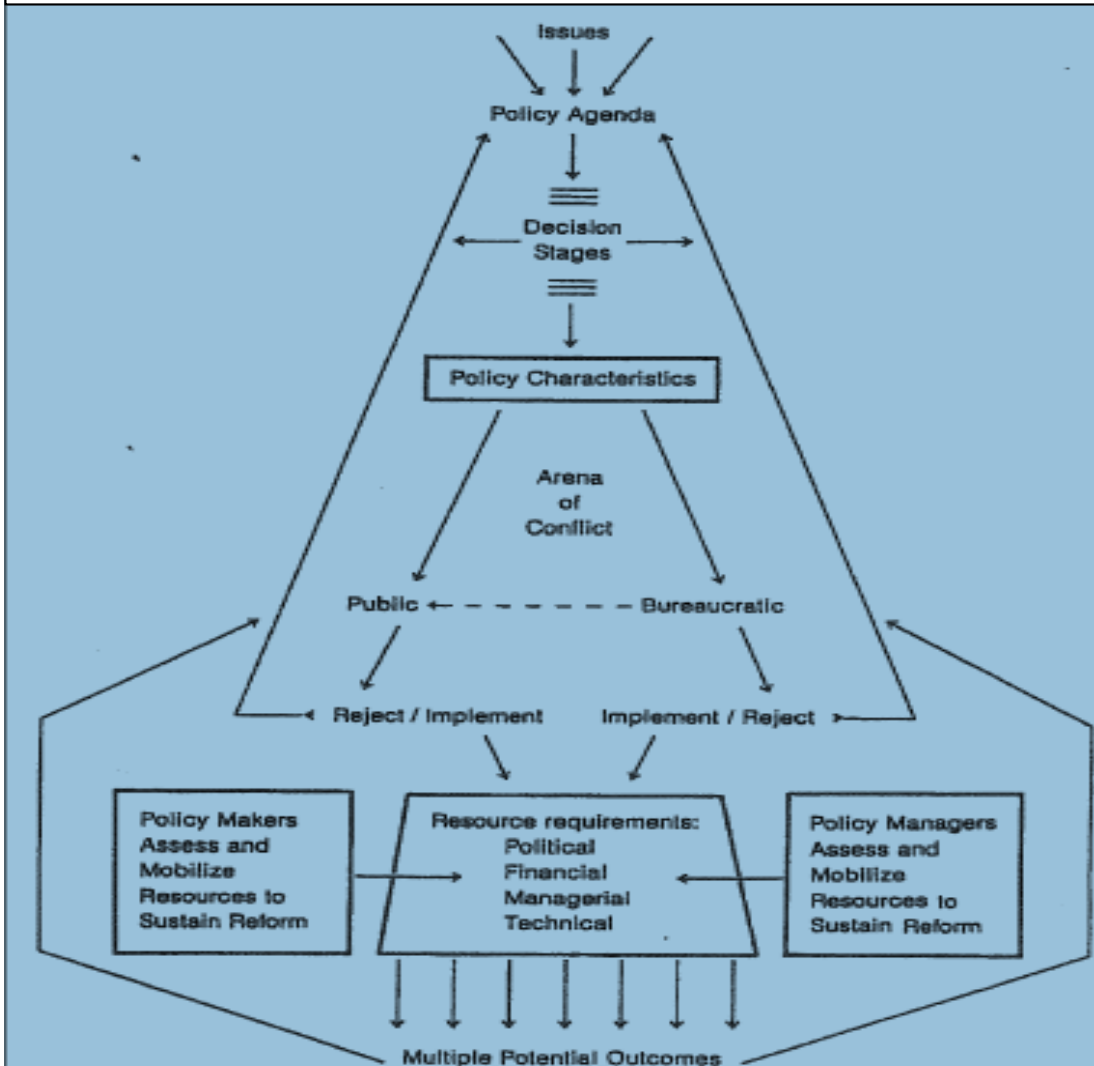 Issues
Policy Agenda
Decision
Stages
Policy Characteristics
Arena
of
Conflict
Public
Bureaucratic
Reject / Implement
Implement / Reject
Policy Makers
Assess and
Mobilize
Resources to
Sustain Reform
Resource requirements:
Political
Financial
Managerial
Technical
Policy Managers
Assess and
Mobilize
Resources to
Sustain Reform
Multiple Potential Outcomes